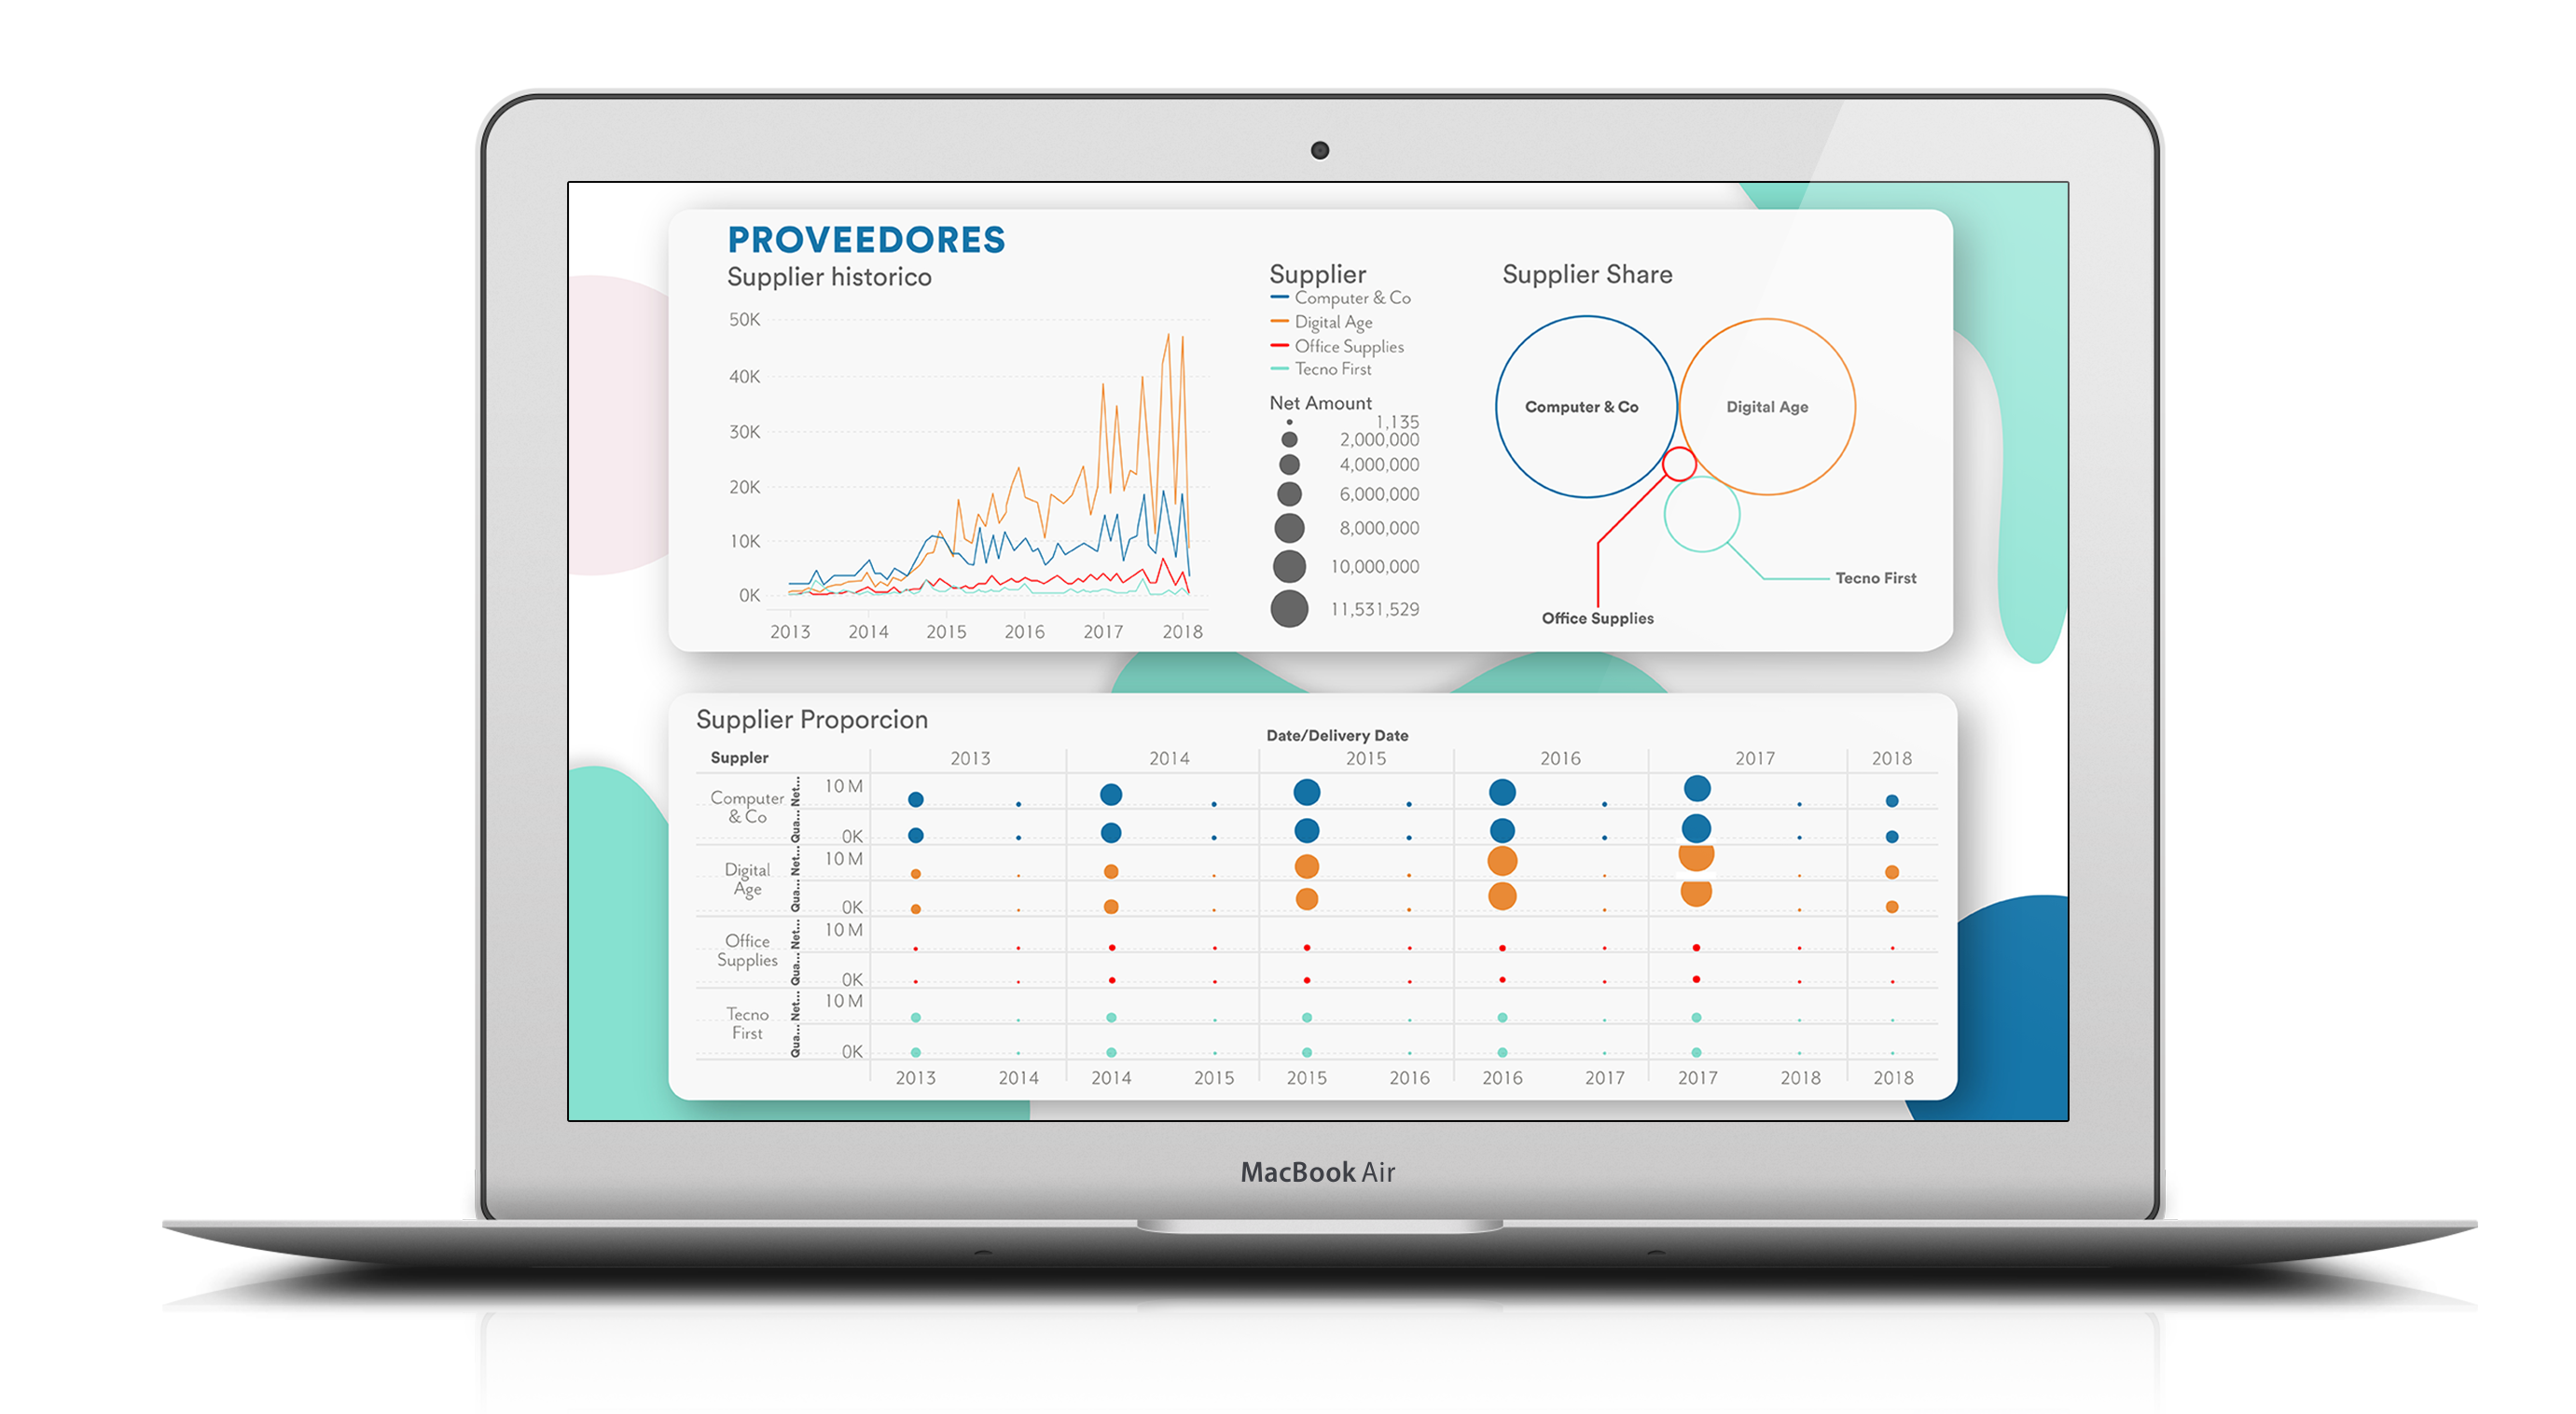 PROVEEDORES
Supplier historico
50K
40K
30K
20K
10K
0K
2013 2014 2015 2016 2017 2018
Supplier
Computer & Co
Digital Age
Office Supplies
Tecno First
Net Amount
1,135
2,000,000
4,000,000
6,000,000
8,000,000
10,000,000
11,531,529
Supplier Share
Computer & Co
Digital Age
Tecno First
Office Supplies
Supplier Proporcion
Date/Delivery Date
Suppler 2013 2014 2015 2016 2017 2018
Computer
& Co
Net...
Qua...
10 M
0K
Digital
Age
Net...
Qua...
10 M
0K
Office
Supplies
Net...
Qua...
10 M
0K
Tecno
First
Net...
Qua...
10 M
0K
2013 2014 2014 2015 2015 2016 2016 2017 2017 2018 2018
MacBook Air